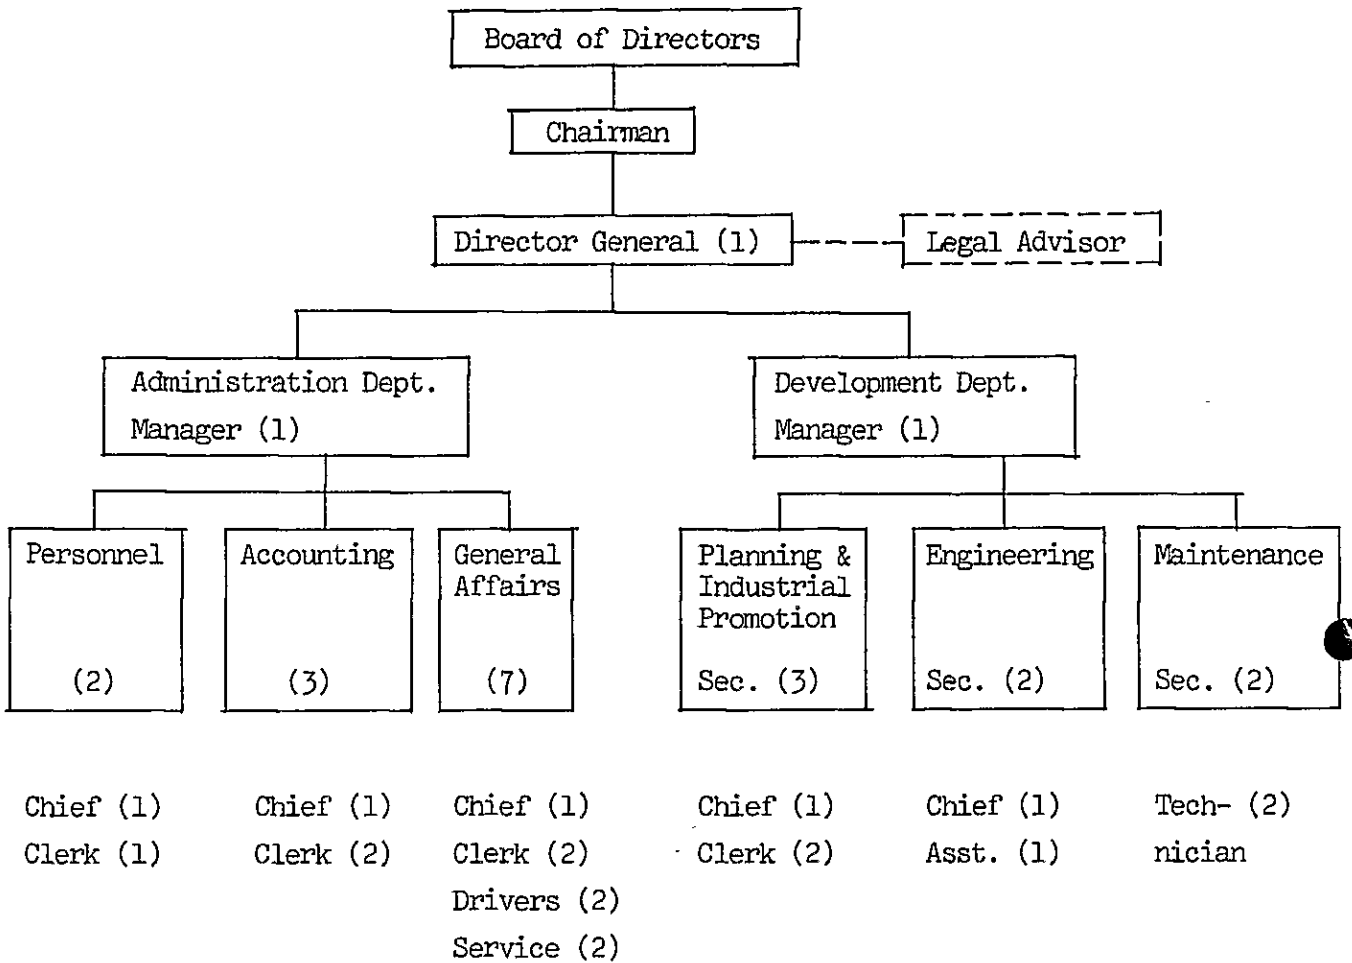 Board of Directors
Chairman
Director General (1)
Legal Advisor
Administration Dept.
Manager (1)
Development Dept.
Manager (1)
Personnel
(2)
Accounting
(3)
General
Affairs
(7)
Planning &
Industrial
Promotion
Sec. (3)
Engineering
Sec. (2)
Maintenance
Sec. (2)
Chief (1)
Clerk (1)
Chief (1)
Clerk (2)
Chief (1)
Clerk (2)
Drivers (2)
Service (2)
Chief (1)
Clerk (2)
Chief (1)
Asst. (1)
Tech- (2)
nician